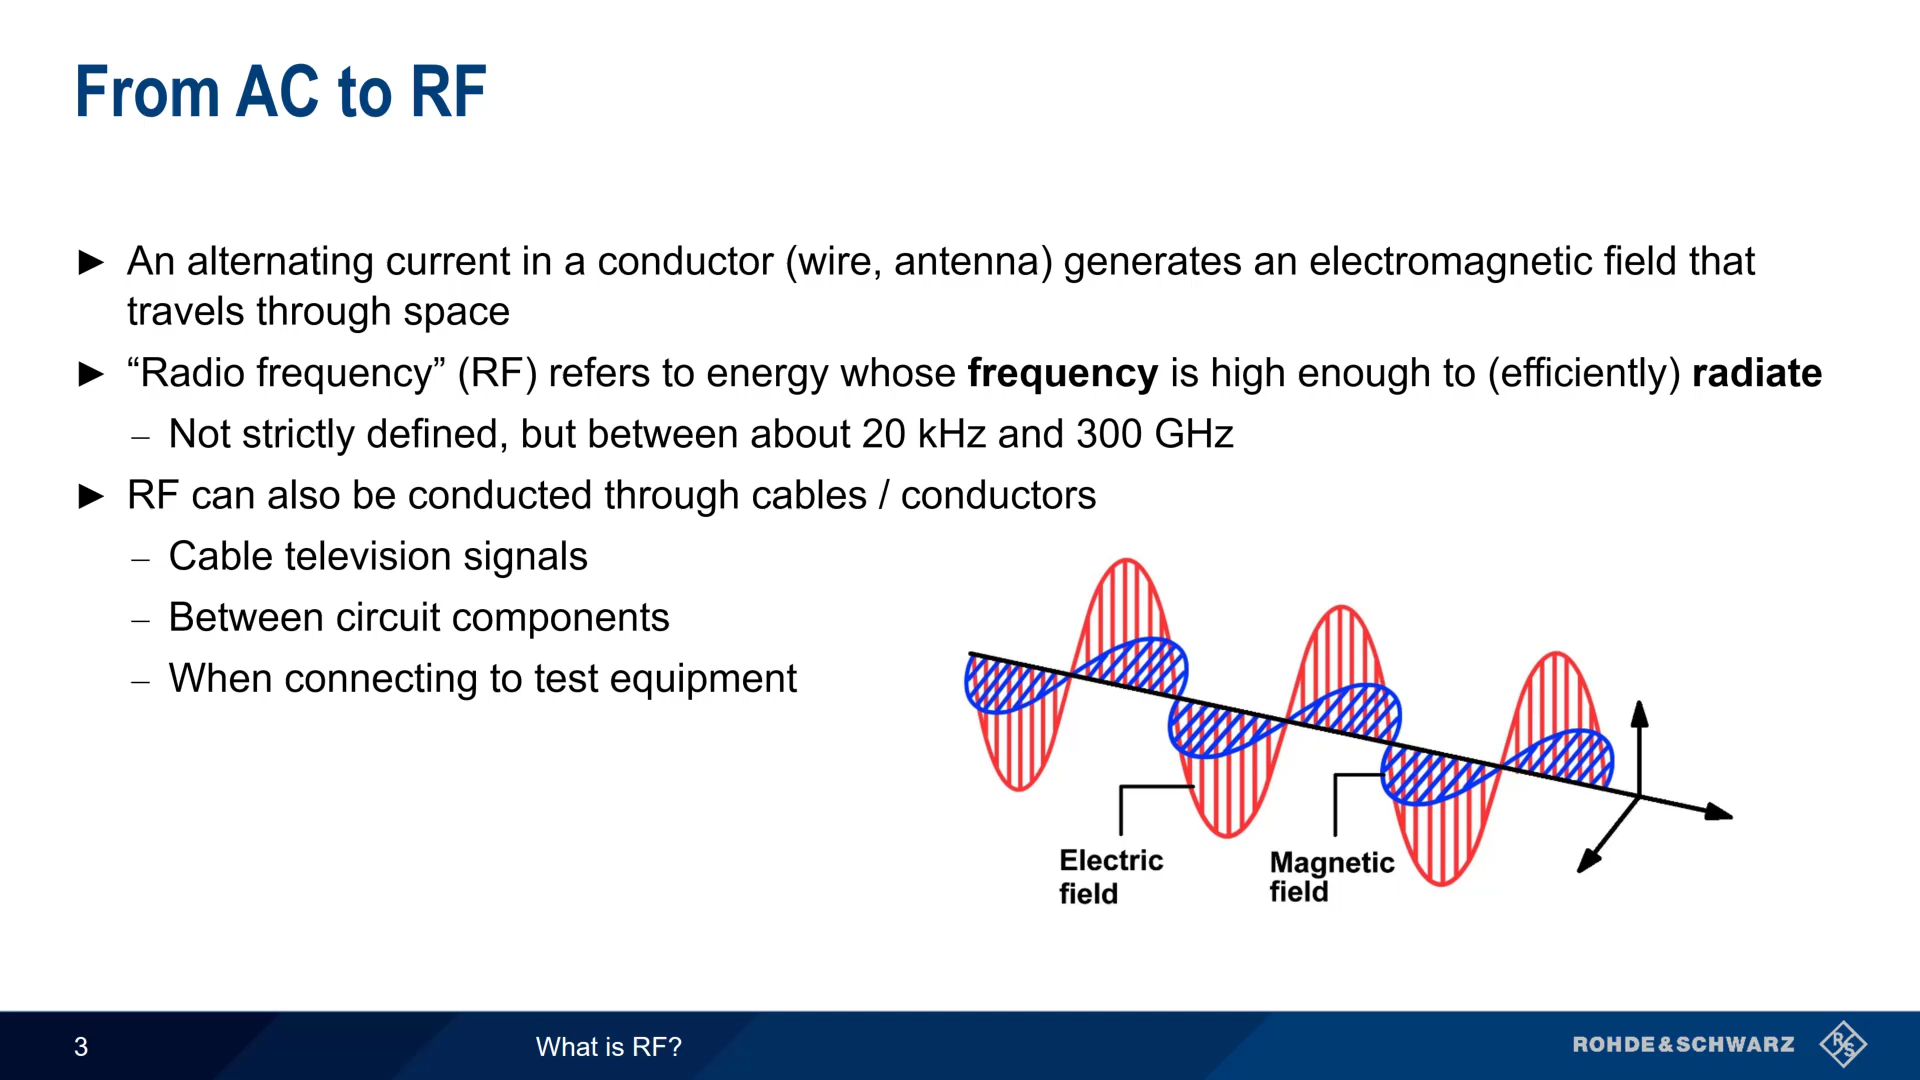 From AC to RF
► An alternating current in a conductor (wire, antenna) generates an electromagnetic field that
travels through space
► “Radio frequency” (RF) refers to energy whose frequency is high enough to (efficiently) radiate
– Not strictly defined, but between about 20 kHz and 300 GHz
► RF can also be conducted through cables / conductors
– Cable television signals
– Between circuit components
– When connecting to test equipment
Electric
field
Magnetic
field
3
What is RF?
ROHDE&SCHWARZ
R
S